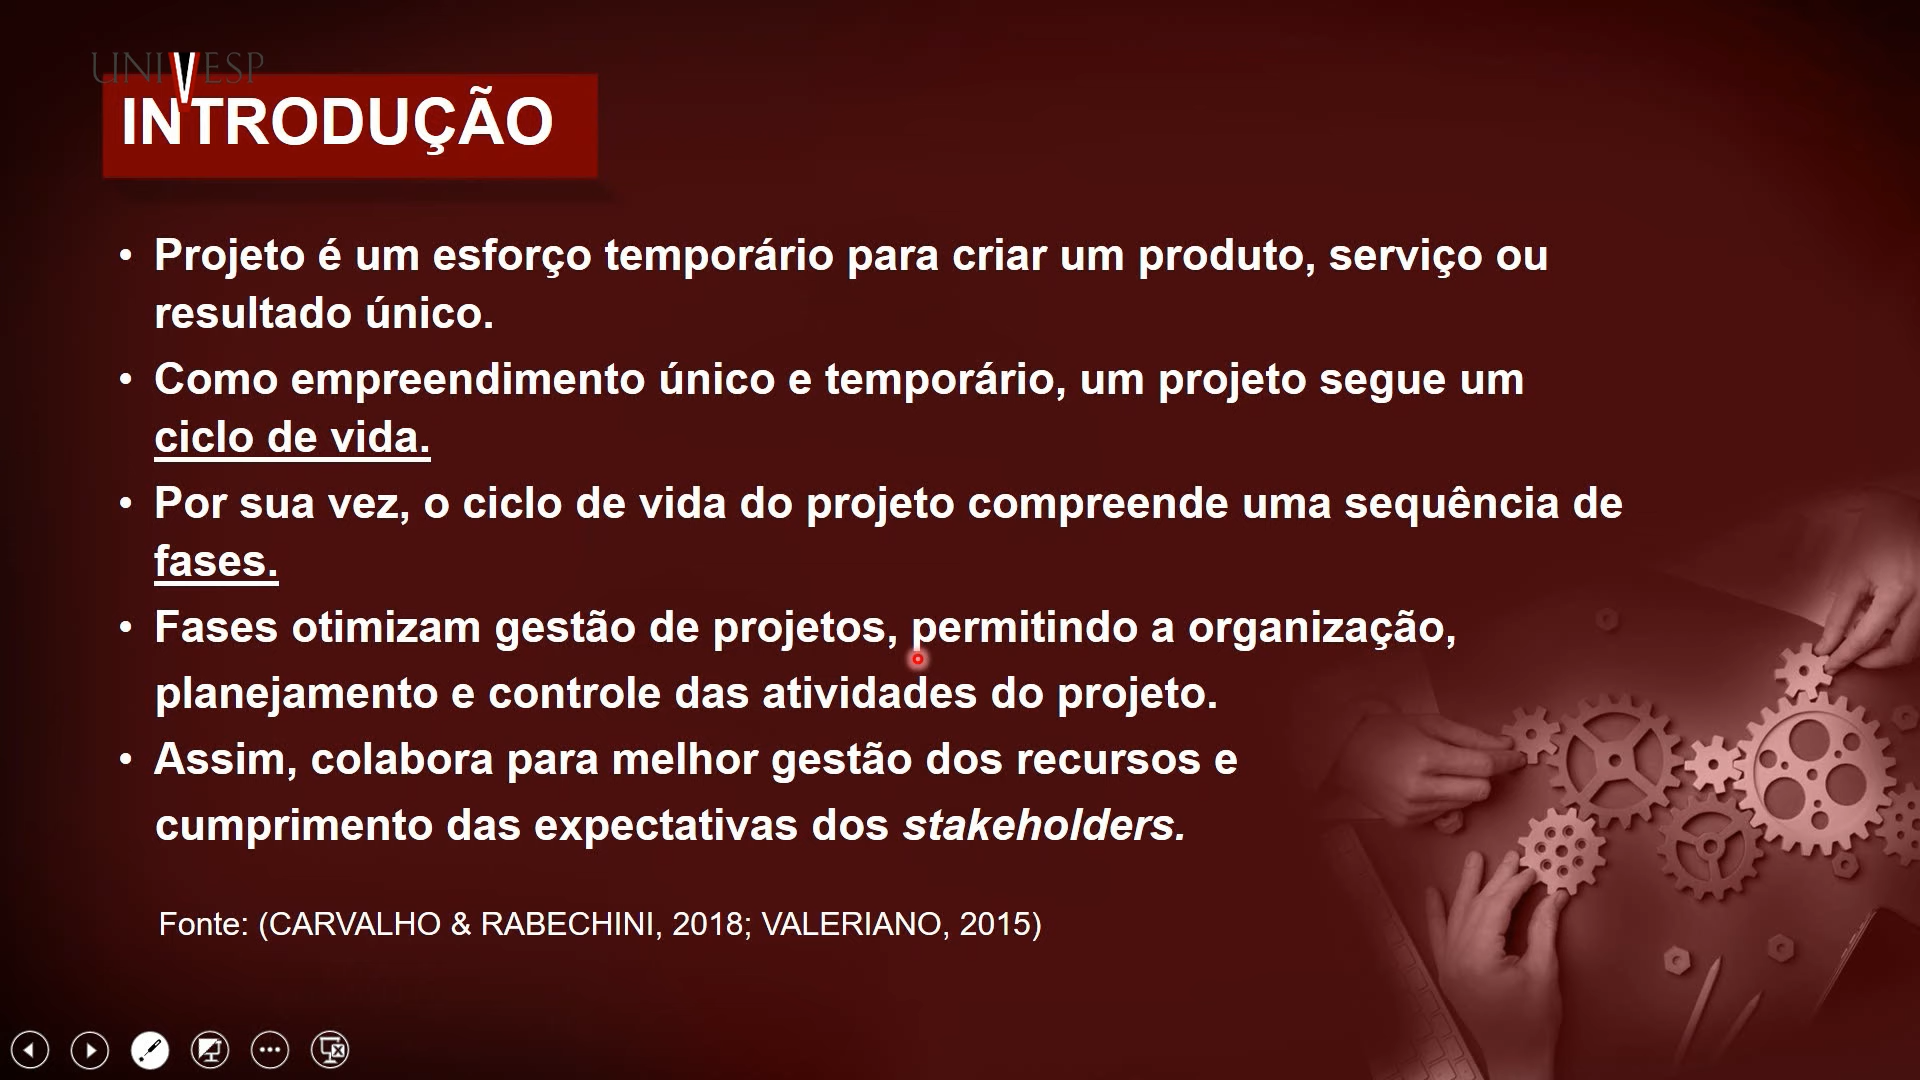 UNIVESP
INTRODUÇÃO
• Projeto é um esforço temporário para criar um produto, serviço ou
resultado único.
• Como empreendimento único e temporário, um projeto segue um
ciclo de vida.
• Por sua vez, o ciclo de vida do projeto compreende uma sequência de
fases.
• Fases otimizam gestão de projetos, permitindo a organização,
planejamento e controle das atividades do projeto.
• Assim, colabora para melhor gestão dos recursos e
cumprimento das expectativas dos stakeholders.
Fonte: (CARVALHO & RABECHINI, 2018; VALERIANO, 2015)